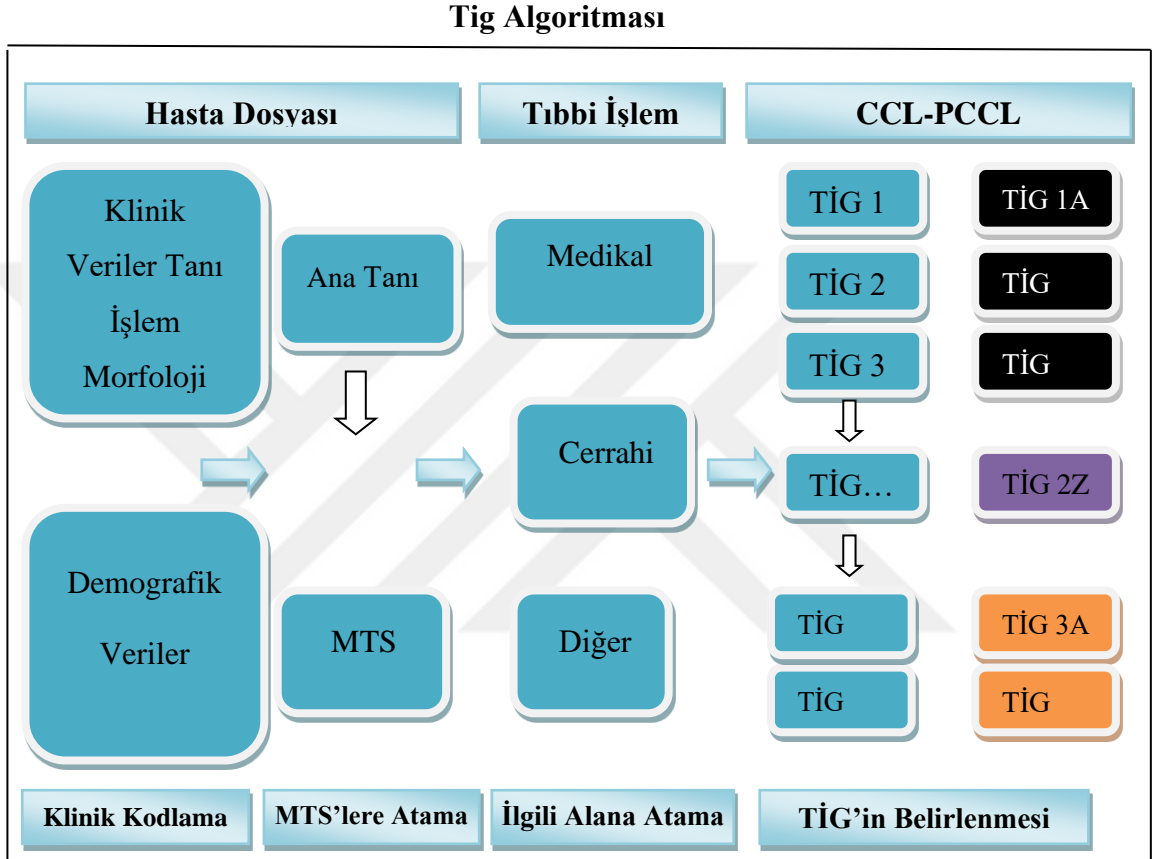 Tig Algoritması
Hasta Dosyası
Tıbbi İşlem
CCL-PCCL
Klinik
Veriler Tanı
İşlem
Morfoloji
Demografik
Veriler
Ana Tanı
MTS
Medikal
Cerrahi
Diğer
TİG 1
TİG 1A
TİG 2
TİG
TİG 3
TİG
TİG…
TİG 2Z
TİG
TİG 3A
TİG
TİG
Klinik Kodlama
MTS’lere Atama
İlgili Alana Atama
TİG’in Belirlenmesi